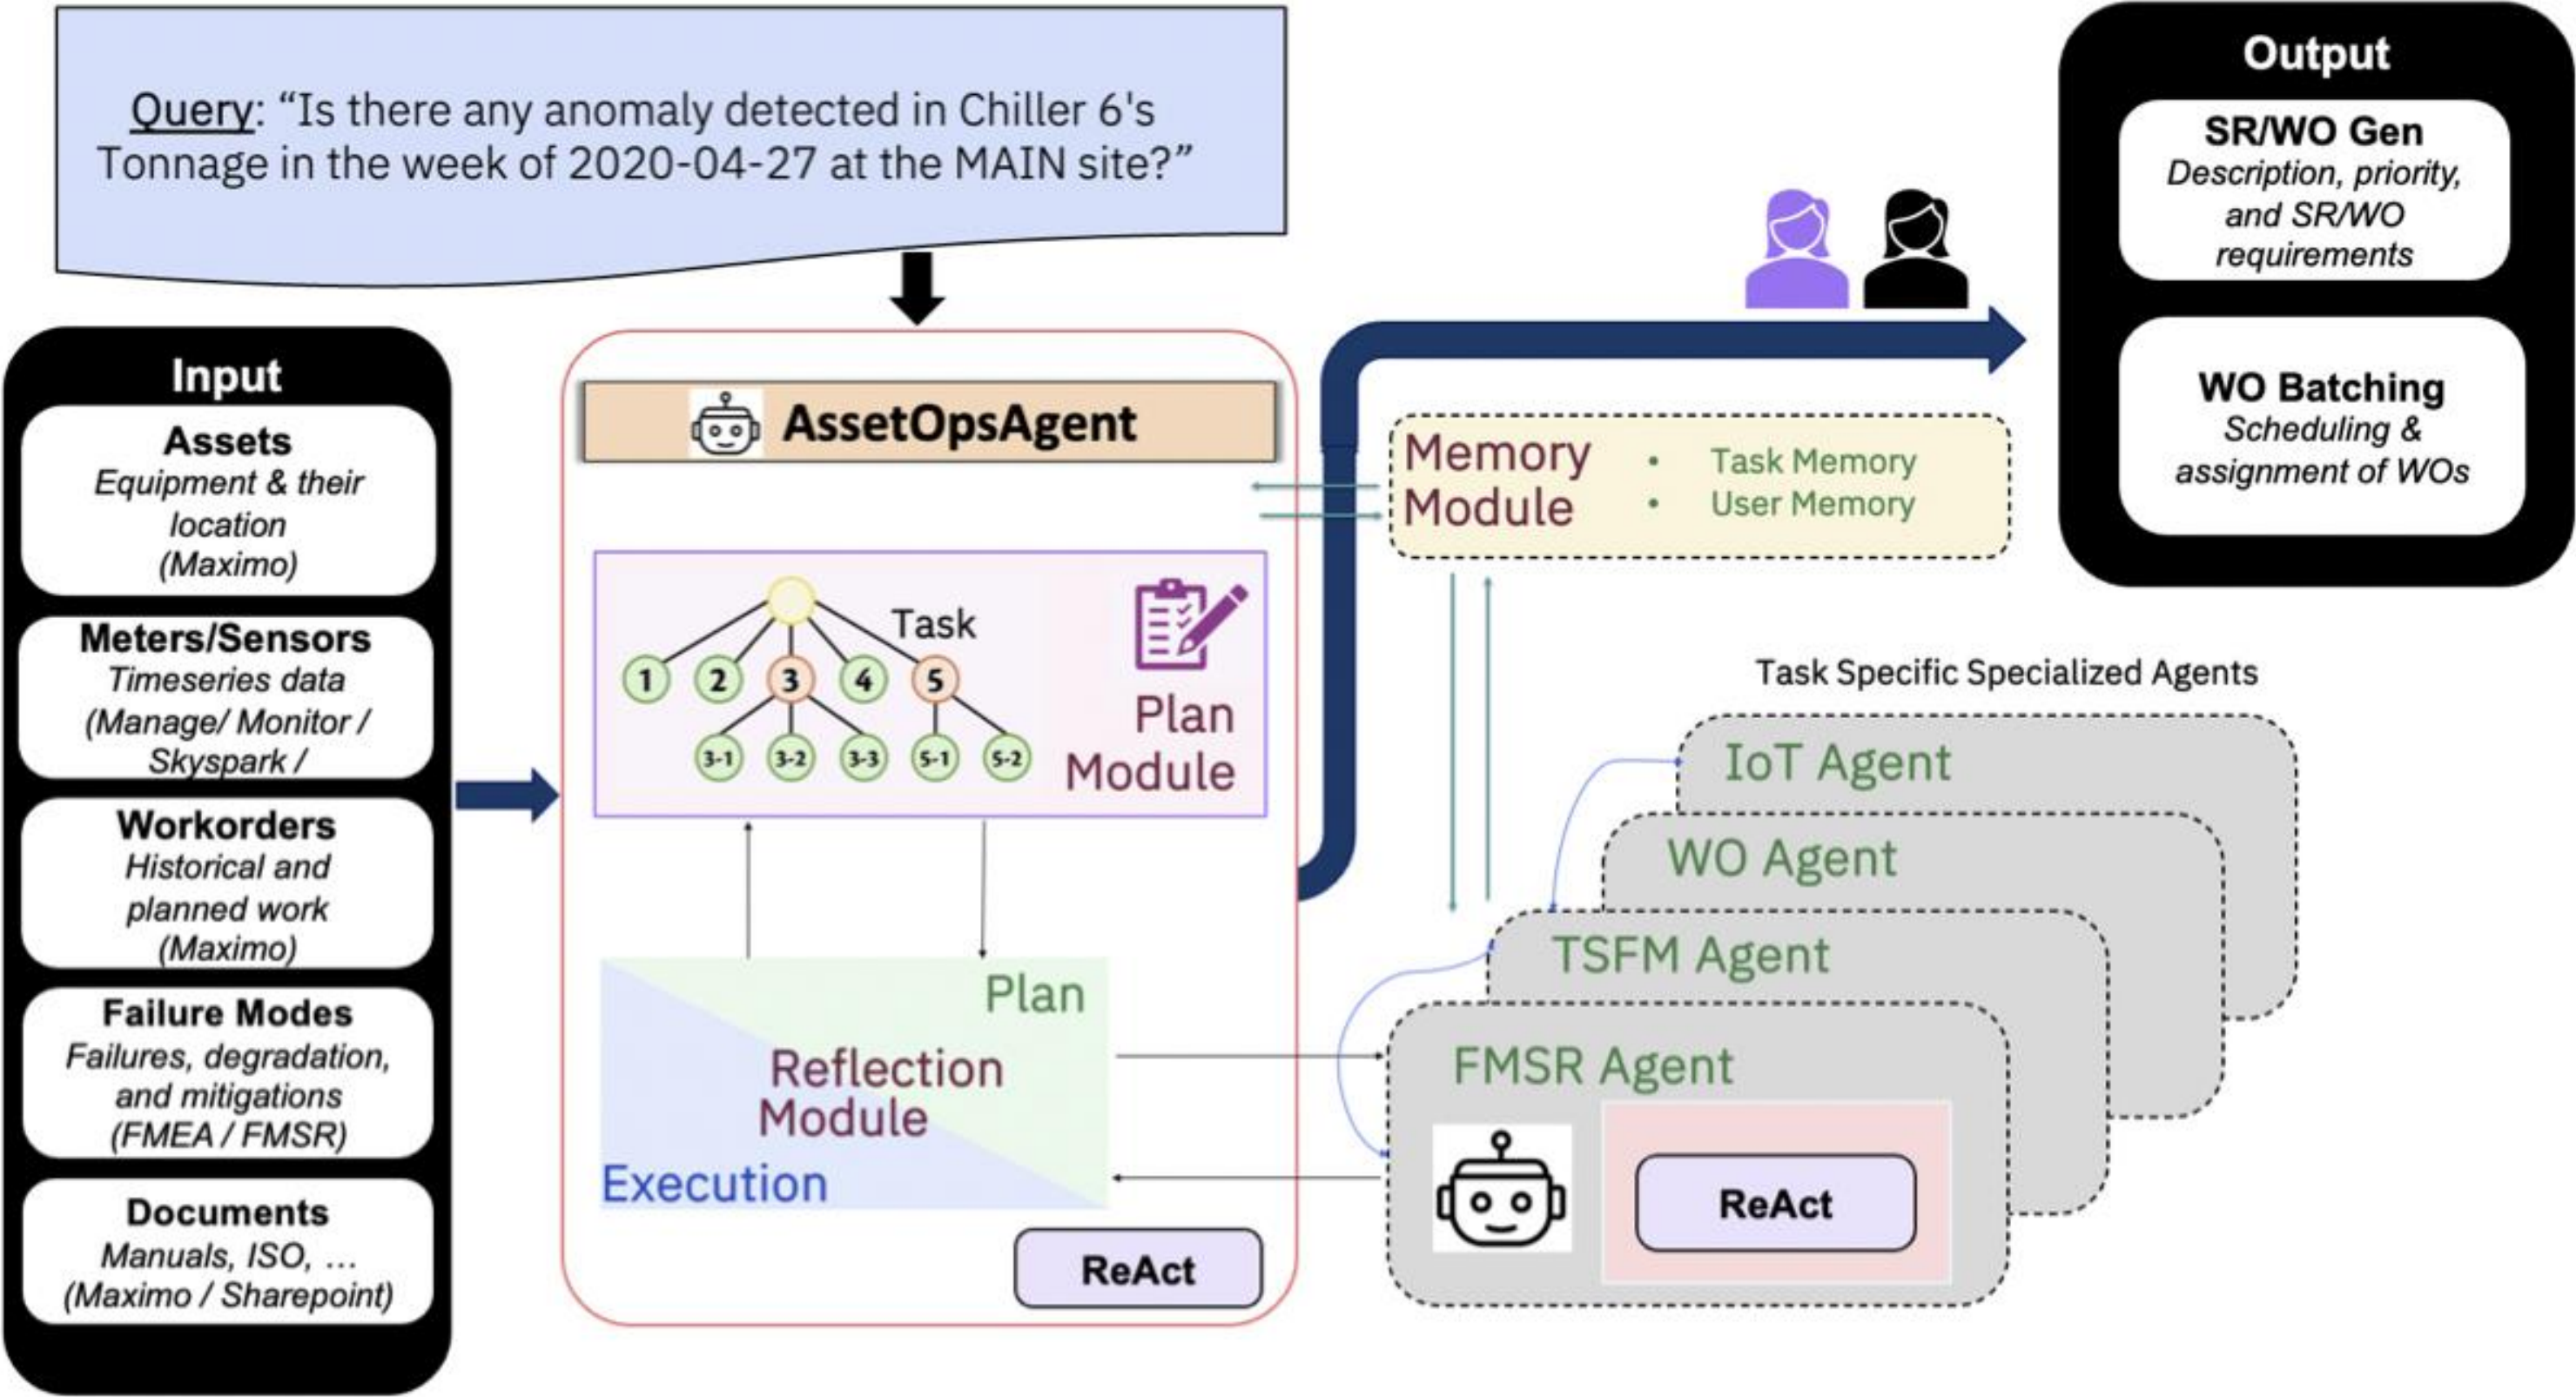 Query: “Is there any anomaly detected in Chiller 6's
Tonnage in the week of 2020-04-27 at the MAIN site?”
Input
Assets
Equipment & their
location
(Maximo)
Meters/Sensors
Timeseries data
(Manage/ Monitor /
Skyspark /
Workorders
Historical and
planned work
(Maximo)
Failure Modes
Failures, degradation,
and mitigations
(FMEA / FMSR)
Documents
Manuals, ISO, ...
(Maximo / Sharepoint)
AssetOpsAgent
Task
1 2 3 4 5
3-1 3-2 3-3 5-1 5-2
Plan
Module
Plan
Reflection
Module
Execution
ReAct
Memory
Module
• Task Memory
• User Memory
Task Specific Specialized Agents
IoT Agent
WO Agent
TSFM Agent
FMSR Agent
ReAct
Output
SR/WO Gen
Description, priority,
and SR/WO
requirements
WO Batching
Scheduling &
assignment of WOs